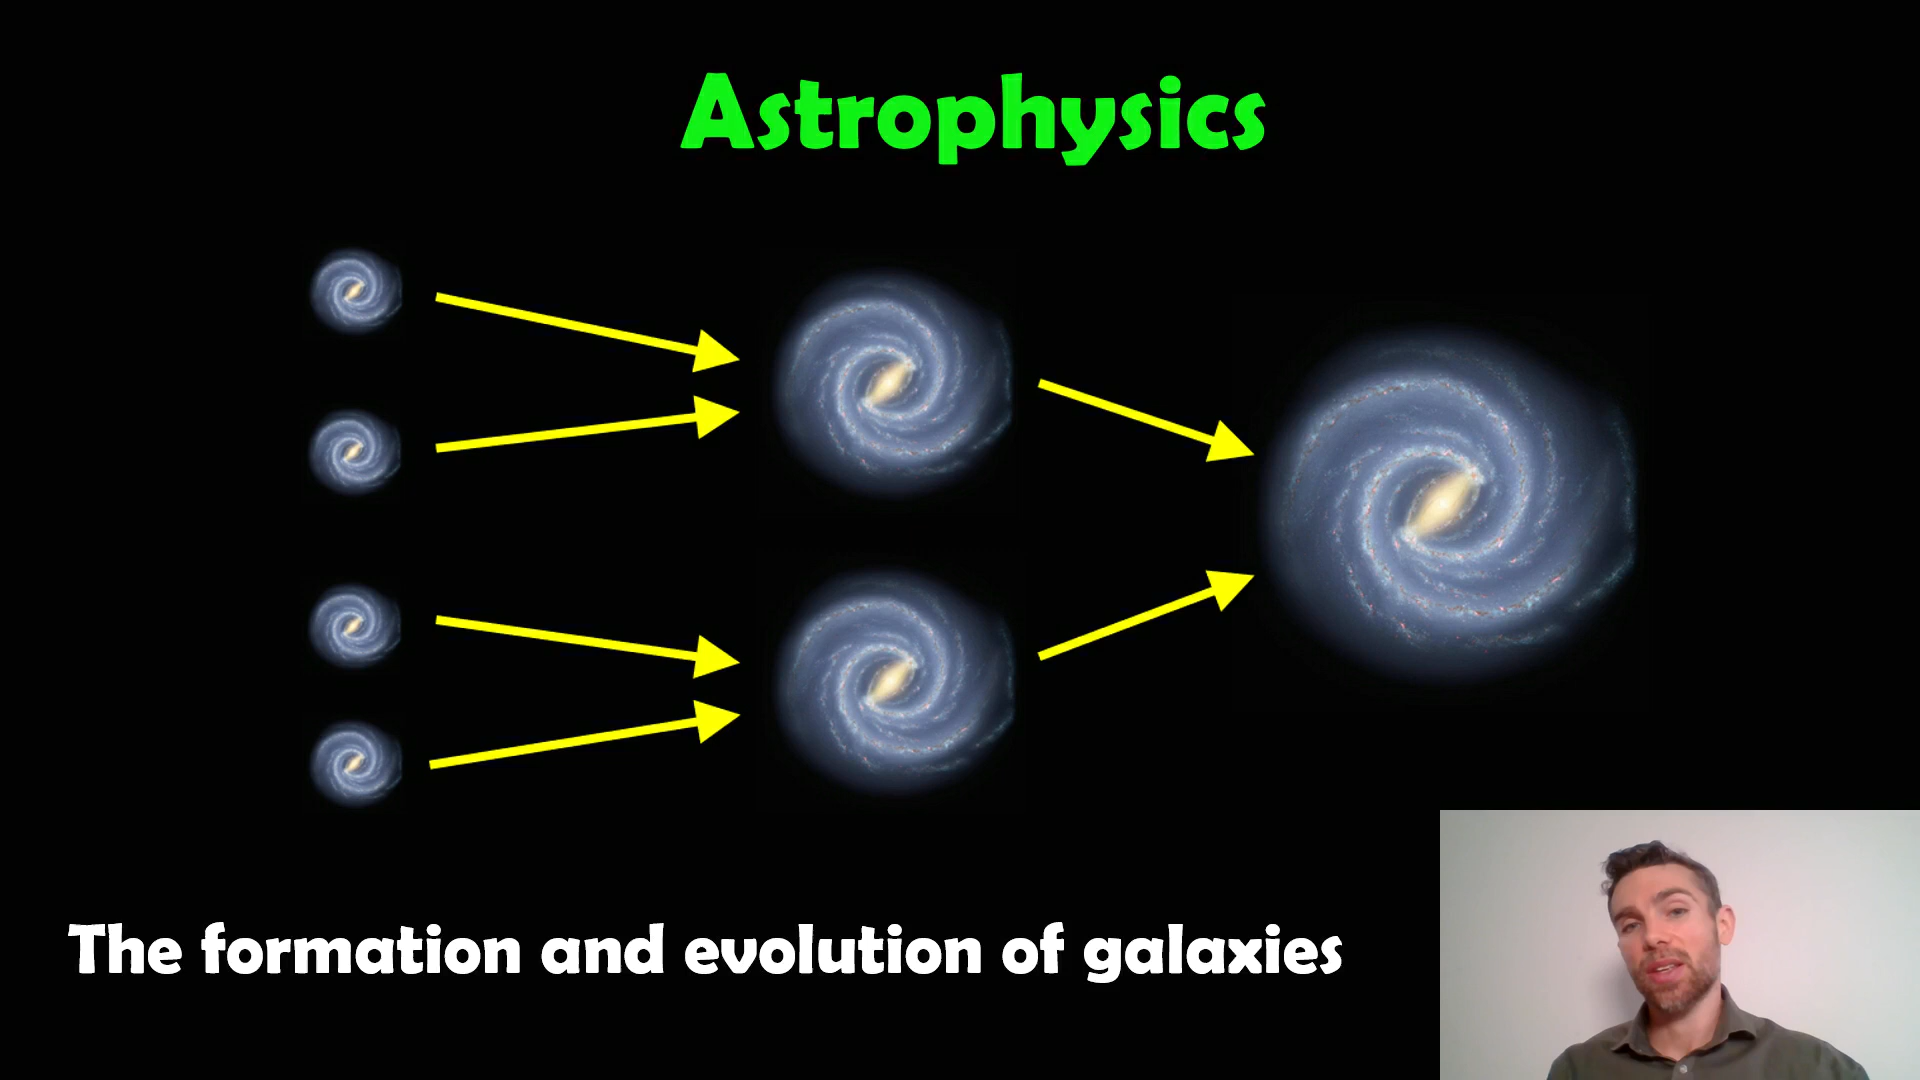 Astrophysics
The formation and evolution of galaxies